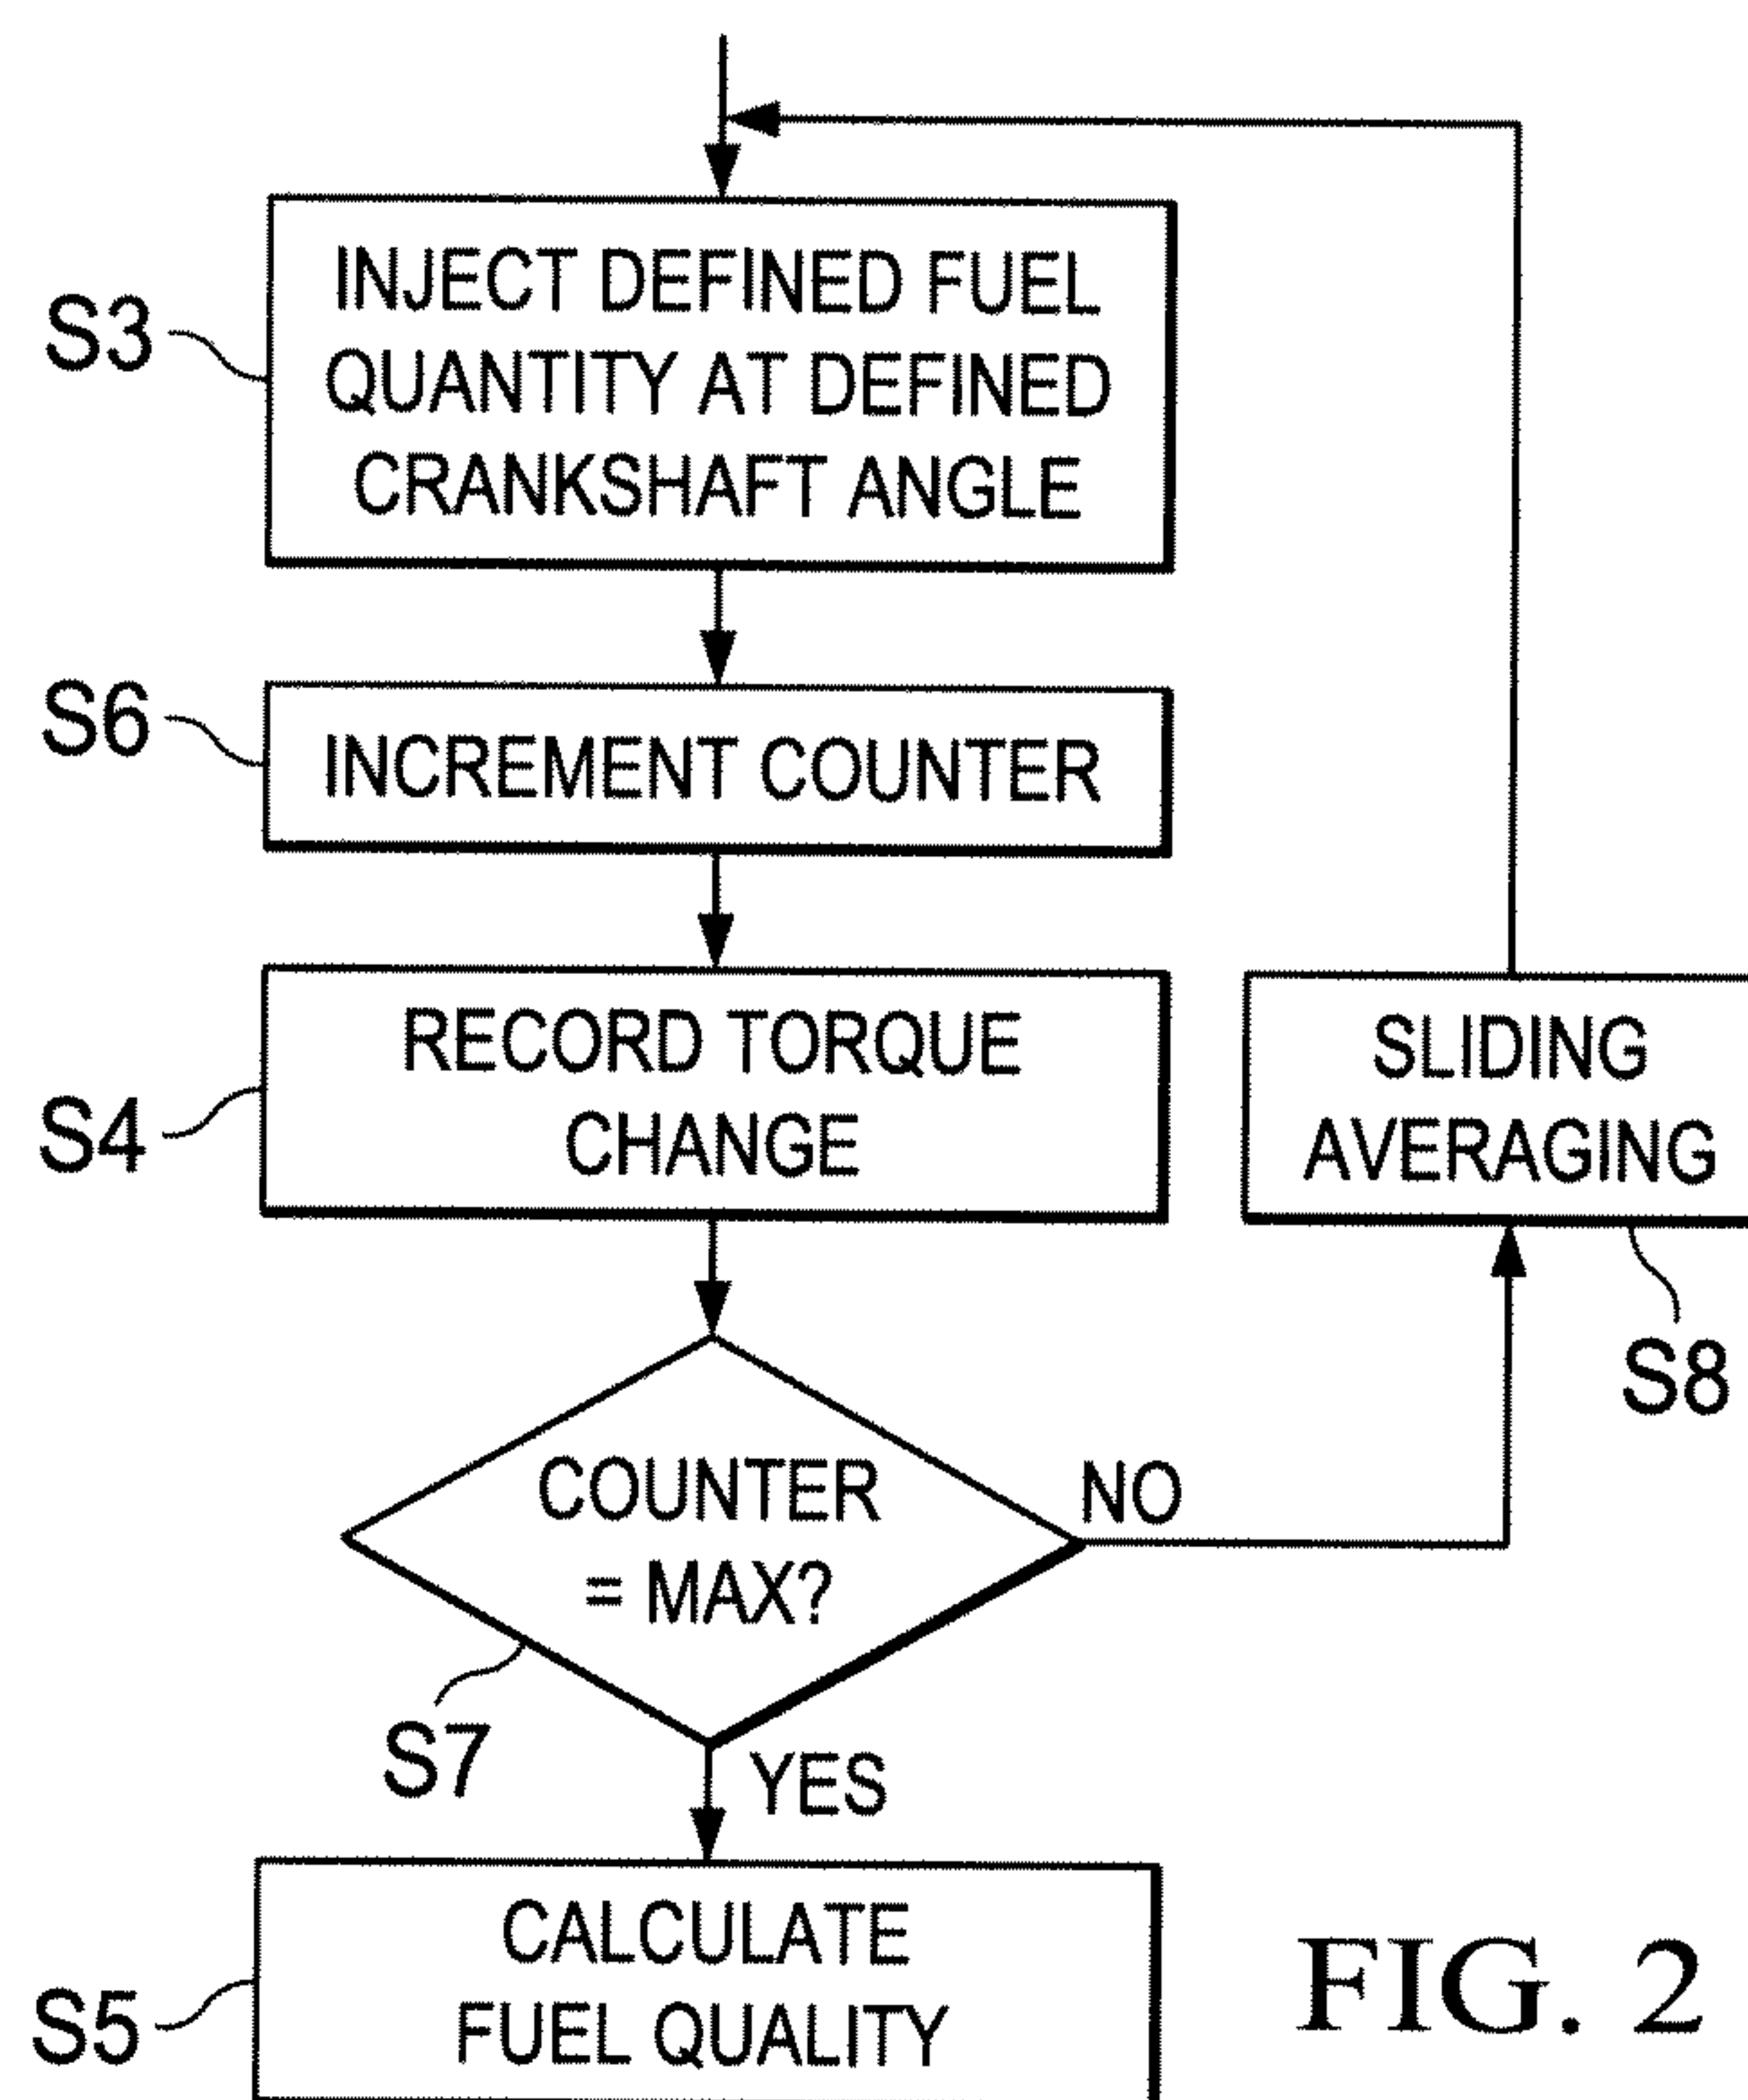 INJECT DEFINED FUEL
QUANTITY AT DEFINED
CRANKSHAFT ANGLE
S3
INCREMENT COUNTER
S6
RECORD TORQUE
CHANGE
S4
SLIDING
AVERAGING
S8
COUNTER
= MAX?
NO
S7
YES
CALCULATE
FUEL QUALITY
S5
FIG. 2